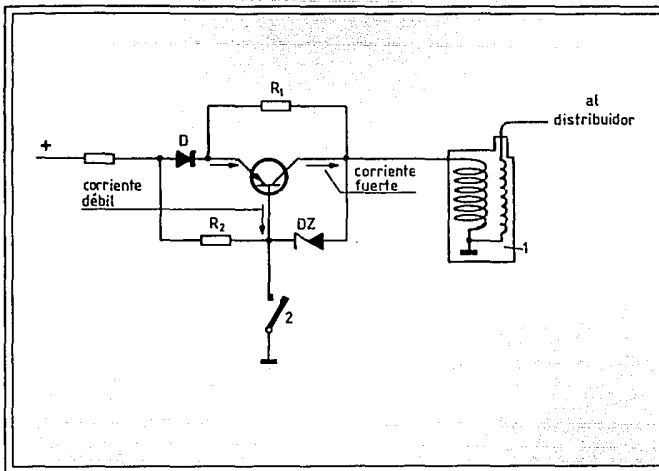 R₁
al
distribuidor
+
D
corriente
fuerte
corriente
débil
R₂
DZ
1
2